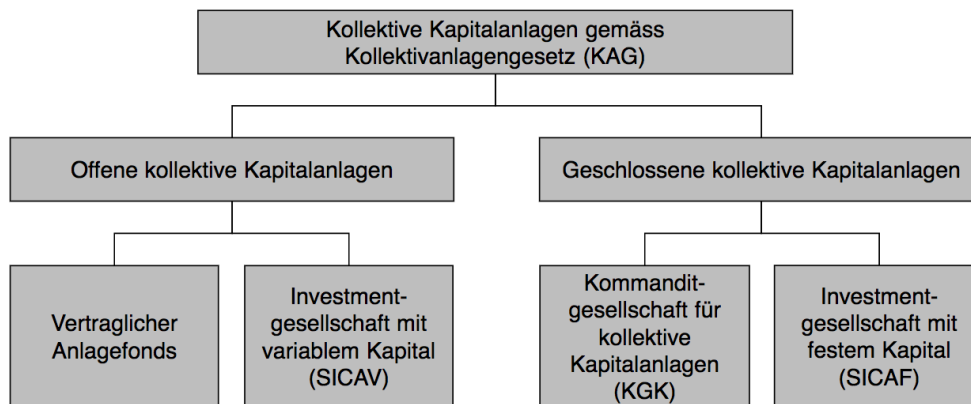 Kollektive Kapitalanlagen gemäss
Kollektivanlagengesetz (KAG)
Offene kollektive Kapitalanlagen
Geschlossene kollektive Kapitalanlagen
Vertraglicher
Anlagefonds
Investment-
gesellschaft mit
variablem Kapital
(SICAV)
Kommandit-
gesellschaft für
kollektive
Kapitalanlagen
(KGK)
Investment-
gesellschaft mit
festem Kapital
(SICAF)